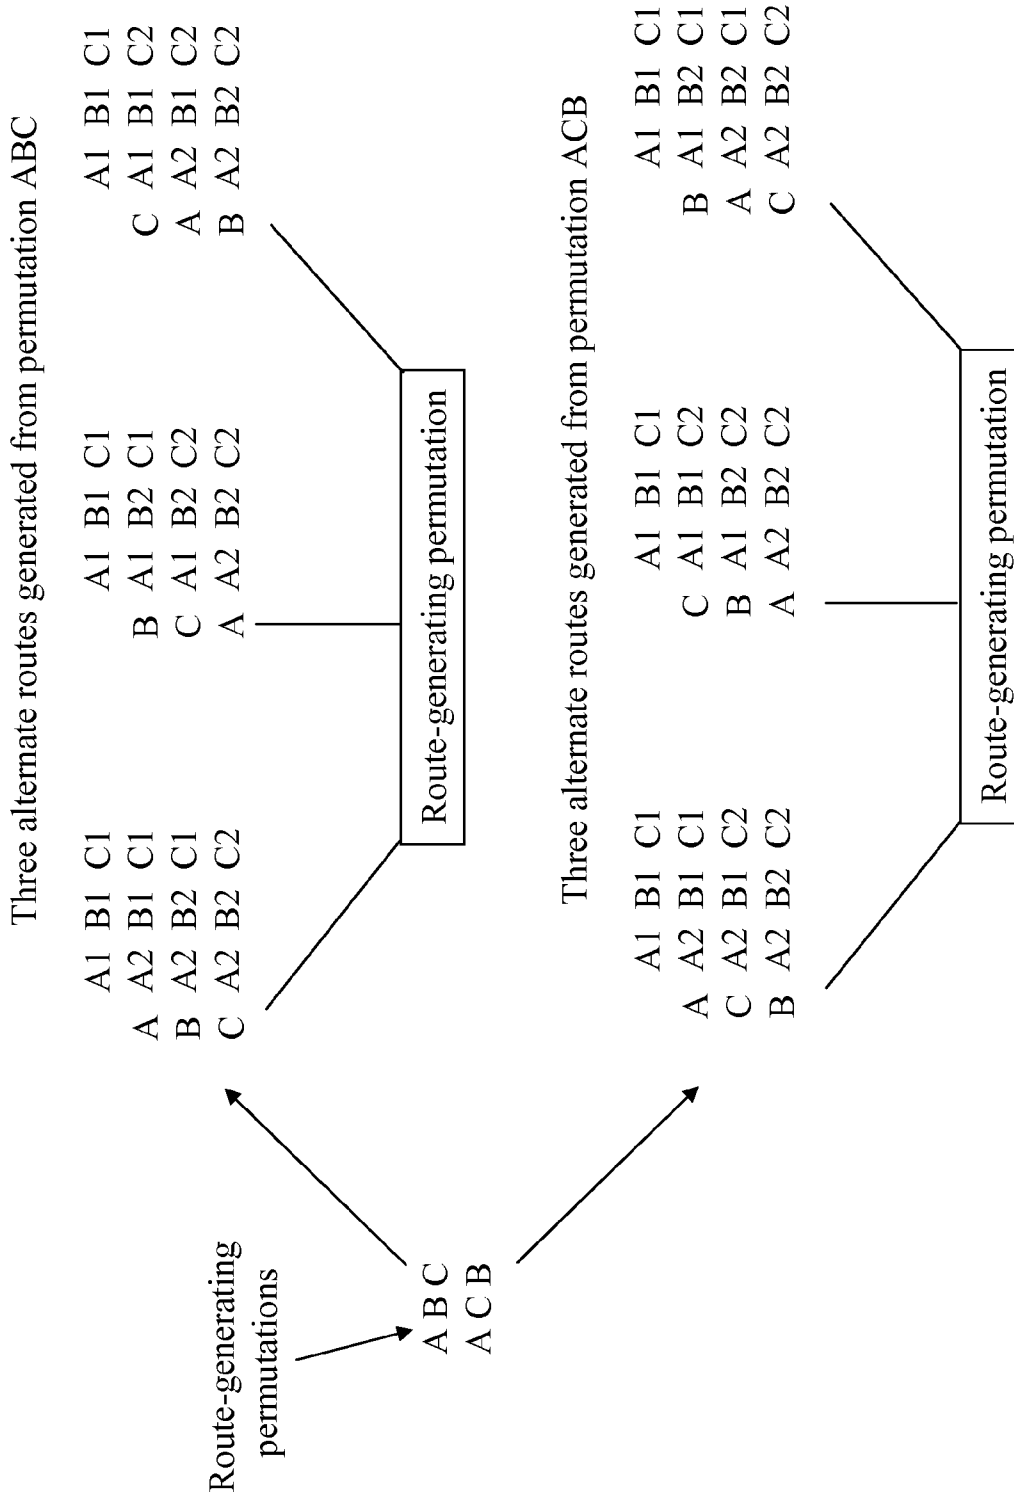 Route-generating
permutations
A B C
A C B
Three alternate routes generated from permutation ABC
A1 B1 C1
A A2 B1 C1
B A2 B2 C1
C A2 B2 C2
A1 B1 C1
B A1 B2 C1
C A1 B2 C2
A A2 B2 C2
A1 B1 C1
C A1 B1 C2
A A2 B1 C2
B A2 B2 C2
Route-generating permutation
Three alternate routes generated from permutation ACB
A1 B1 C1
A A2 B1 C1
C A2 B1 C2
B A2 B2 C2
A1 B1 C1
C A1 B1 C2
B A1 B2 C2
A A2 B2 C2
A1 B1 C1
B A1 B2 C1
A A2 B2 C1
C A2 B2 C2
Route-generating permutation